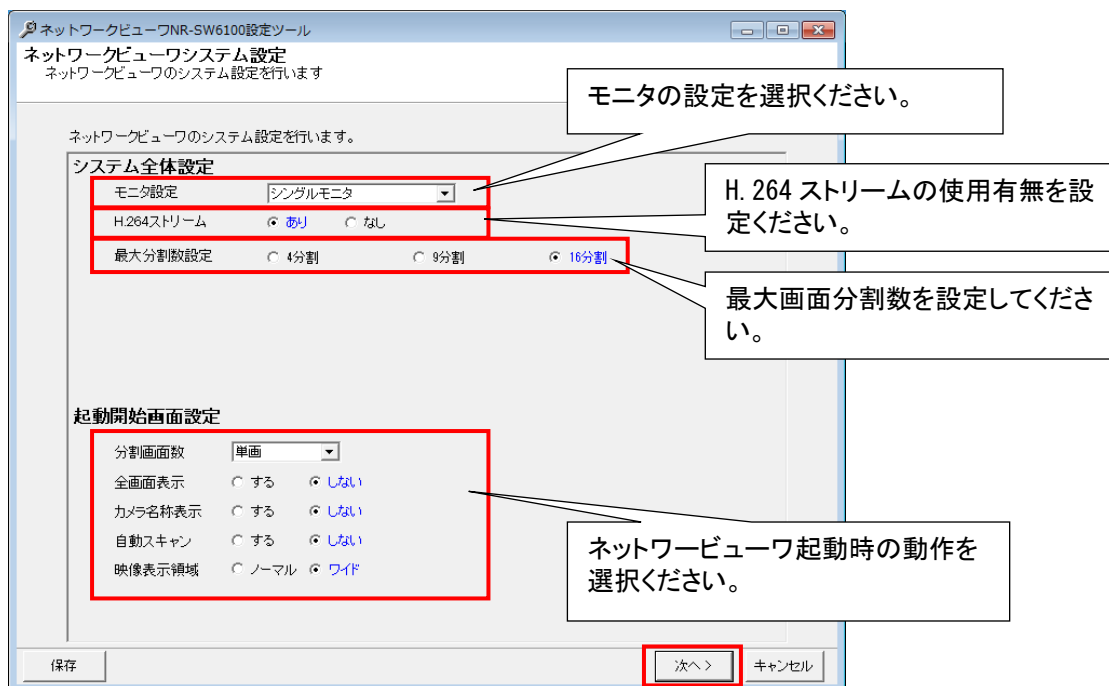 ネットワークビューワNR-SW6100設定ツール
ネットワークビューワシステム設定
ネットワークビューワのシステム設定を行います
モニタの設定を選択ください。
ネットワークビューワのシステム設定を行います。
システム全体設定
モニタ設定 シングルモニタ
H.264ストリーム あり なし
H.264 ストリームの使用有無を設
定ください。
最大分割数設定 4分割 9分割 16分割
最大画面分割数を設定してくださ
い。
起動開始画面設定
分割画面数 単画
全画面表示 する しない
カメラ名称表示 する しない
自動スキャン する しない
映像表示領域 ノーマル ワイド
ネットワービューワ起動時の動作を
選択ください。
保存 次へ > キャンセル